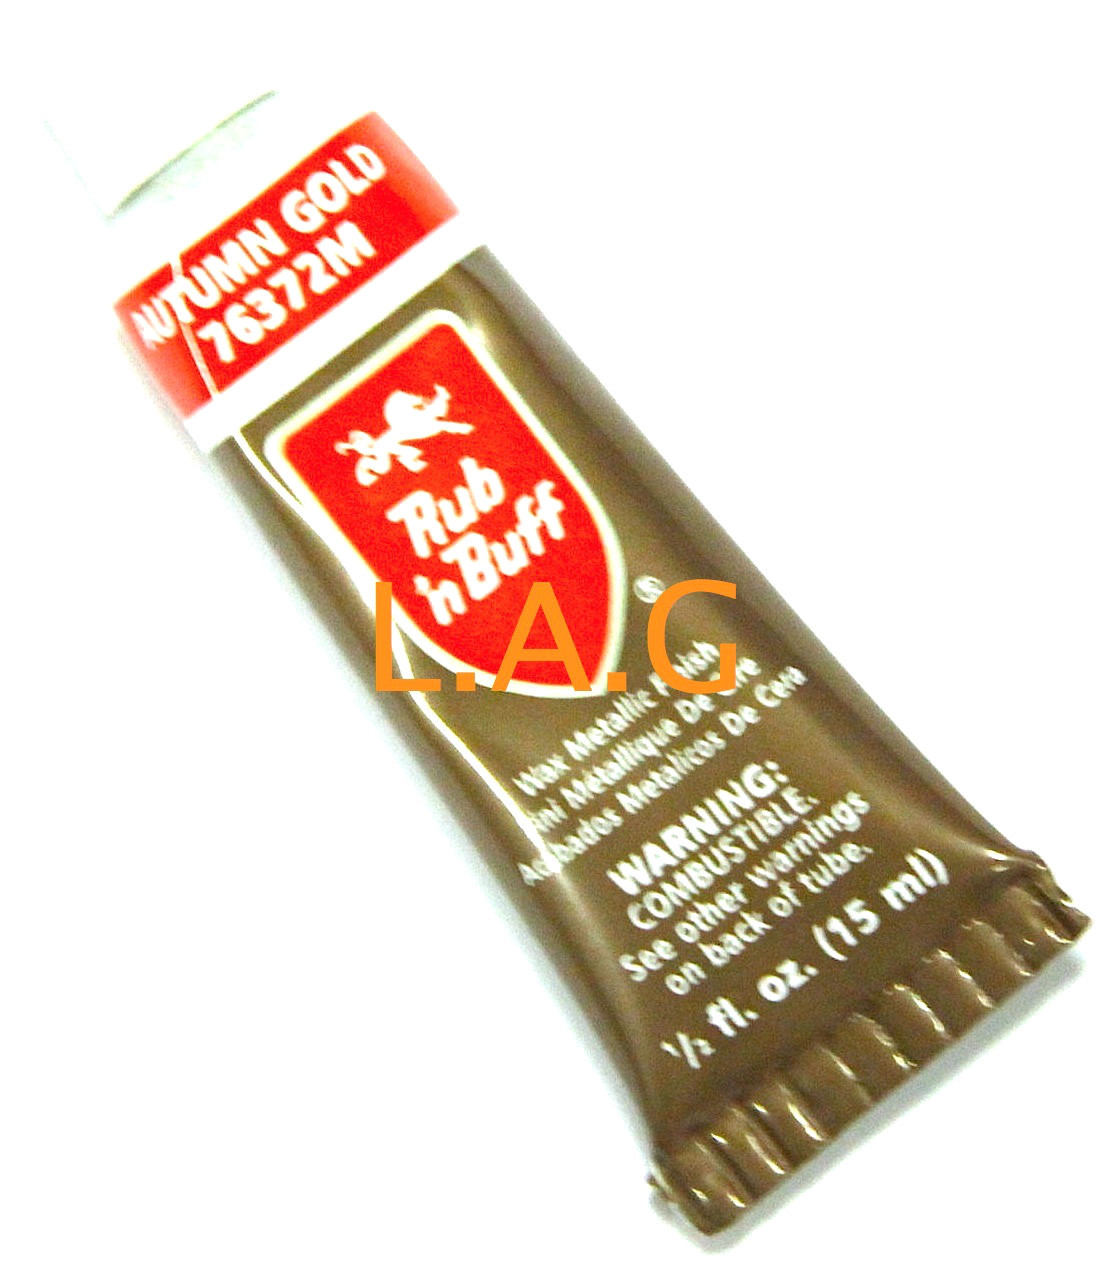 AUTUMN GOLD
76372M
Rub
'n Buff
®
L.A.G
Wax Metallic Finish
Fini Métallique De Cire
Acabados Metalicos De Cera
WARNING:
COMBUSTIBLE.
See other warnings
on back of tube.
½ fl. oz. (15 ml)